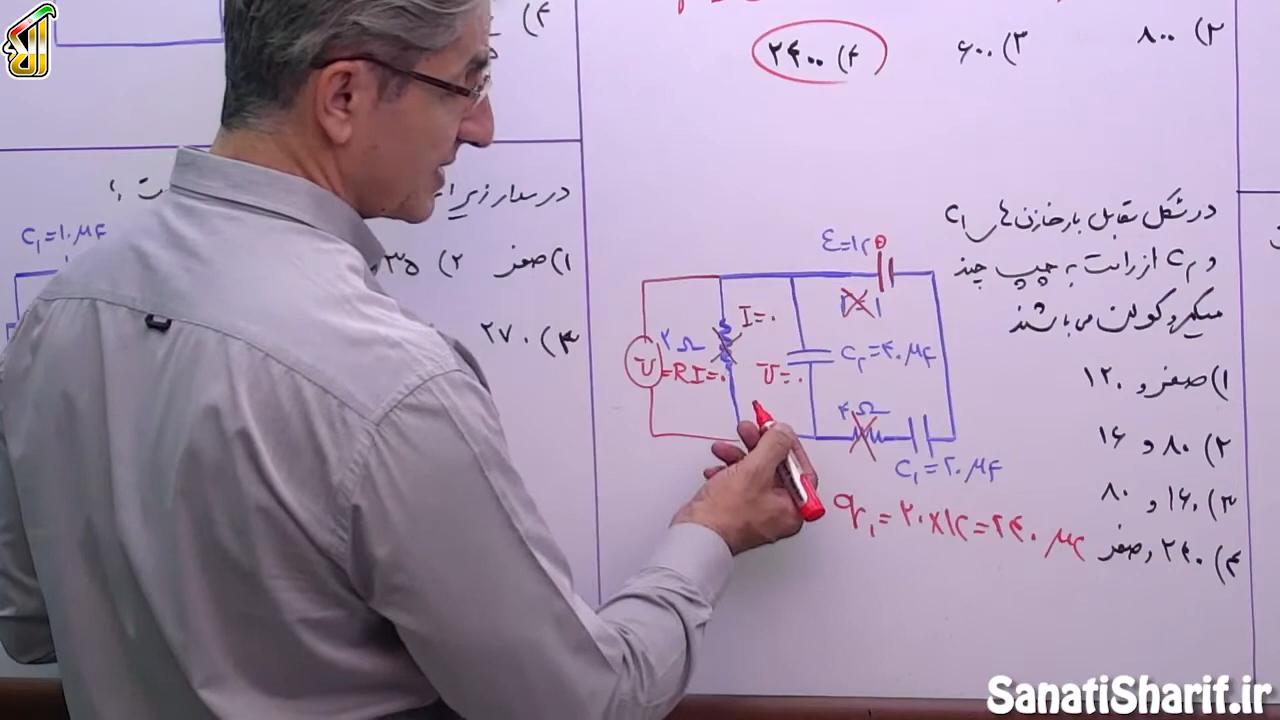 ۲) ۸۰۰
۳) ۶۰۰
۴) ۲۴۰۰
۴)
در مدار زیر
ت ؟
C₁=۱۰μF
۱) صفر
۲) ۳۵
۴) ۲۷۰
در شکل مقابل بار خازن‌های C₁
و C₂ از راست به چپ چند
میکروکولن می‌باشند
۱) صفر و ۱۲۰
۲) ۸۰ و ۱۶
۳) ۱۶۰ و ۸۰
۴) ۲۴۰ و صفر
ε=۱۲
I=۰
۲Ω
V=RI=۰
V=۰
C₂=۴۰μF
۴Ω
C₁=۲۰μF
q₁=۲۰×۱۲=۲۴۰ μC
الا
SanatiSharif.ir